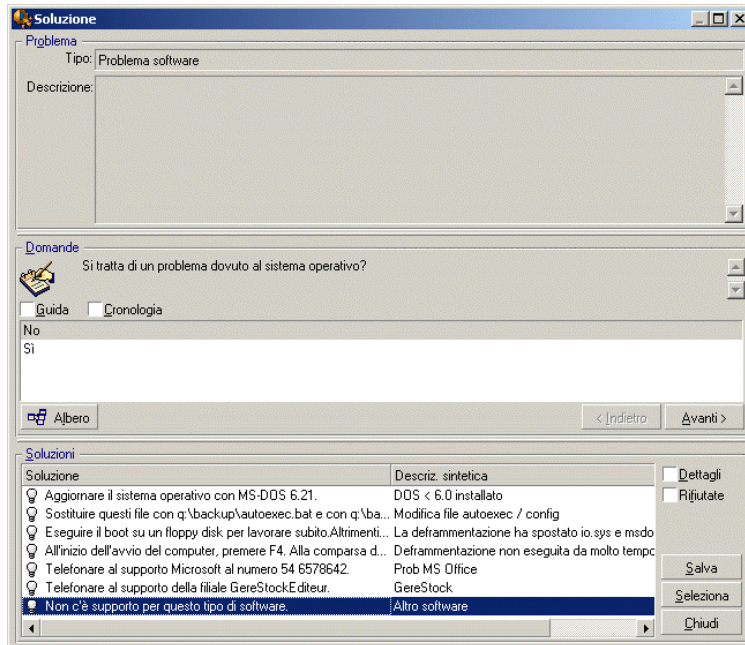 Soluzione
Problema
Tipo: Problema software
Descrizione:
Domande
Si tratta di un problema dovuto al sistema operativo?
Guida Cronologia
No
Sì
Albero < Indietro Avanti >
Soluzioni
Soluzione Descriz. sintetica
Dettagli
Rifiutate
Aggiornare il sistema operativo con MS-DOS 6.21. DOS < 6.0 installato
Sostituire questi file con q:\backup\autoexec.bat e con q:\ba... Modifica file autoexec / config
Eseguire il boot su un floppy disk per lavorare subito.Altrimenti... La deframmentazione ha spostato io.sys e msdo
All'inizio dell'avvio del computer, premere F4. Alla comparsa d... Deframmentazione non eseguita da molto tempo
Telefonare al supporto Microsoft al numero 54 6578642. Prob MS Office
Telefonare al supporto della filiale GereStockEditeur. GereStock
Non c'è supporto per questo tipo di software. Altro software
Salva
Seleziona
Chiudi